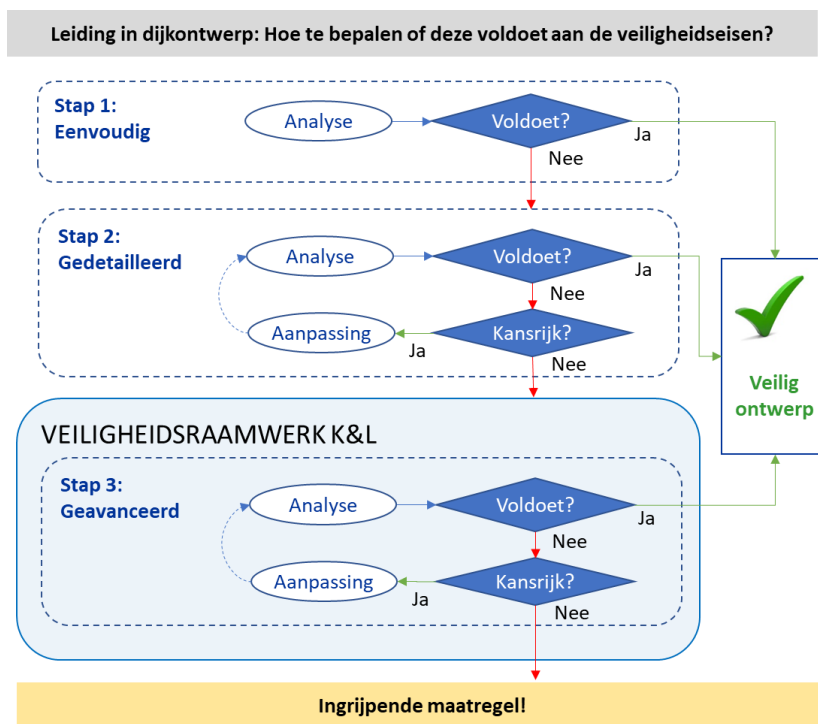 Leiding in dijkontwerp: Hoe te bepalen of deze voldoet aan de veiligheidseisen?
Stap 1:
Eenvoudig
Analyse
Voldoet?
Ja
Nee
Stap 2:
Gedetailleerd
Analyse
Voldoet?
Ja
Nee
Aanpassing
Kansrijk?
Ja
Nee
Veilig
ontwerp
VEILIGHEIDSRAAMWERK K&L
Stap 3:
Geavanceerd
Analyse
Voldoet?
Ja
Nee
Aanpassing
Kansrijk?
Ja
Nee
Ingrijpende maatregel!